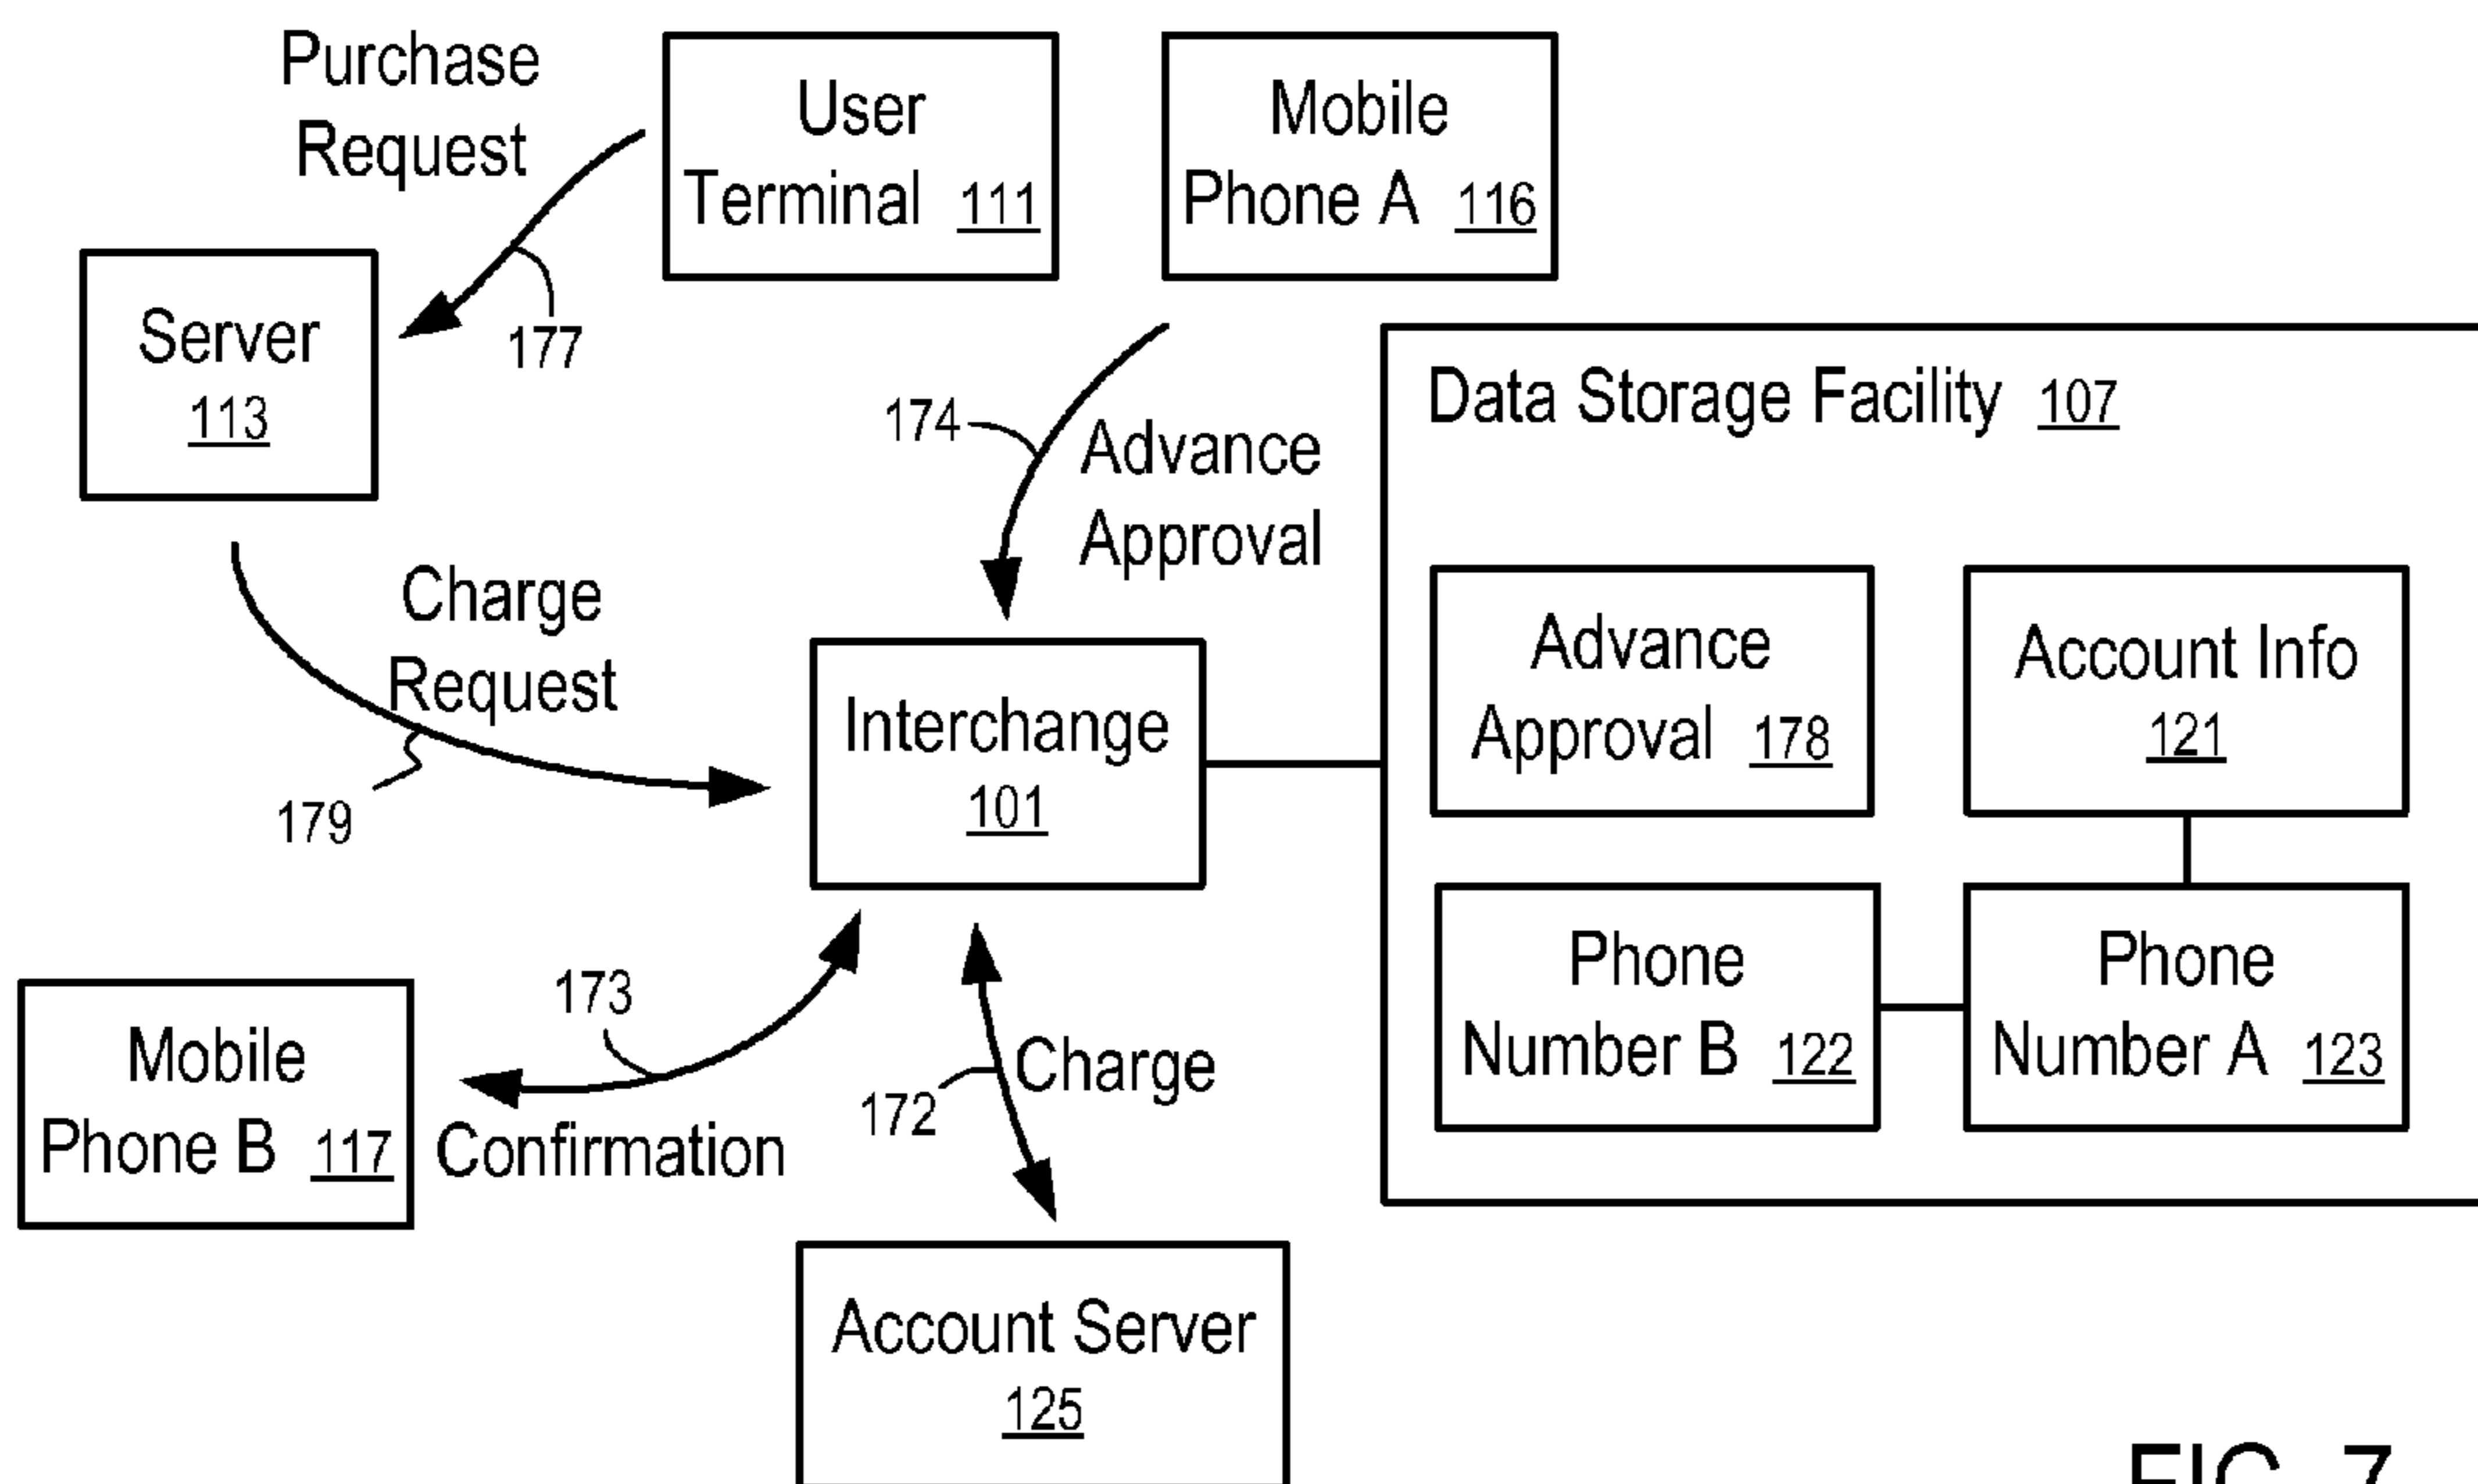 Purchase
Request
User
Terminal 111
Mobile
Phone A 116
Server
113
177
174
Advance
Approval
Data Storage Facility 107
Charge
Request
179
Interchange
101
Advance
Approval 178
Account Info
121
Phone
Number B 122
Phone
Number A 123
Mobile
Phone B 117
173
Confirmation
172
Charge
Account Server
125
FIG. 7